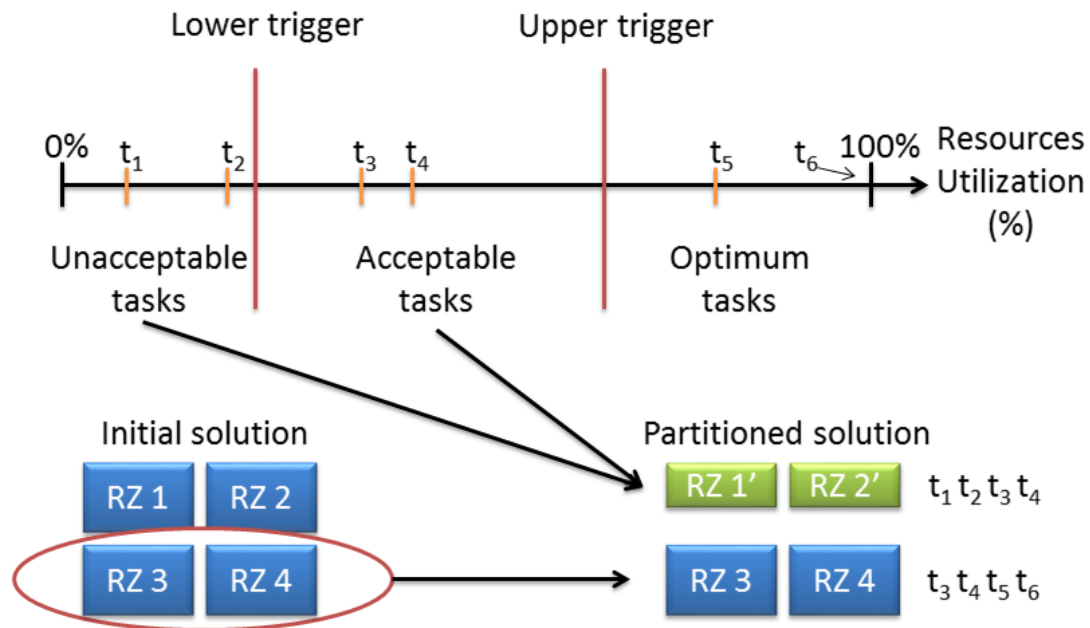 Lower trigger
Upper trigger
0%
t₁
t₂
t₃
t₄
t₅
t₆
100%
Resources
Utilization
(%)
Unacceptable
tasks
Acceptable
tasks
Optimum
tasks
Initial solution
Partitioned solution
RZ 1
RZ 2
RZ 1’
RZ 2’
t₁ t₂ t₃ t₄
RZ 3
RZ 4
RZ 3
RZ 4
t₃ t₄ t₅ t₆